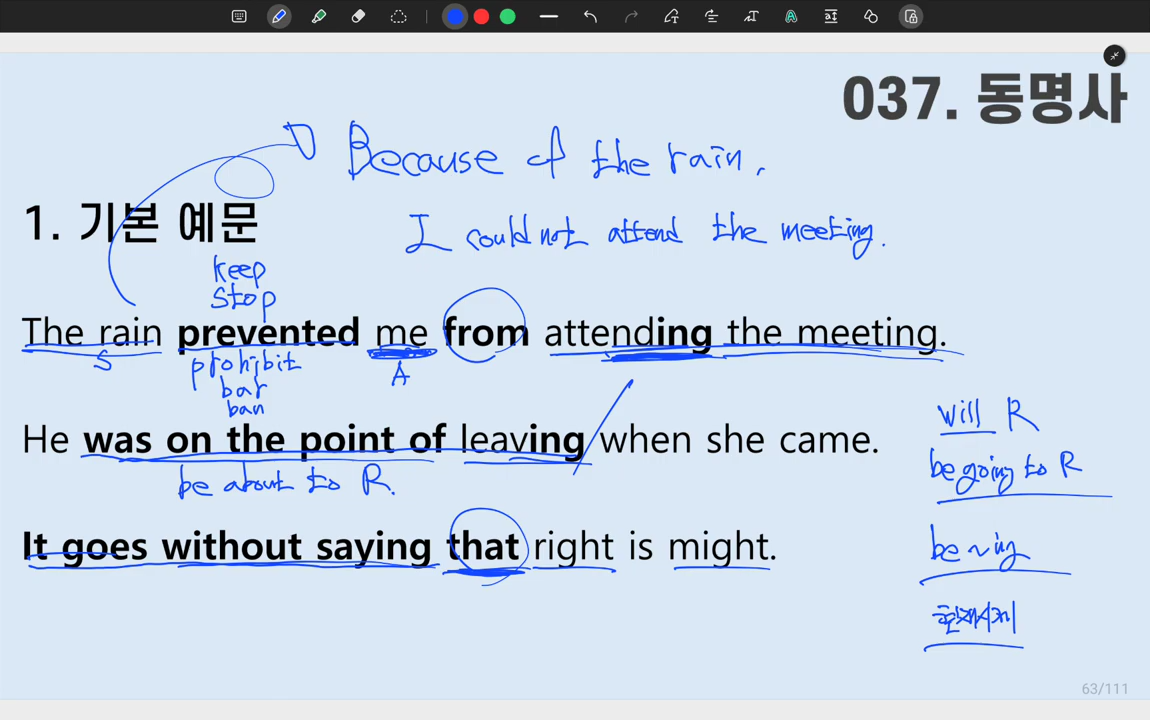 037. 동명사
Because of the rain,
I could not attend the meeting.
1. 기본 예문
keep
stop
The rain prevented me from attending the meeting.
S
prohibit
A
bar
ban
will R
He was on the point of leaving when she came.
be going to R
be about to R.
It goes without saying that right is might.
be ~ing
현재시제
63/111